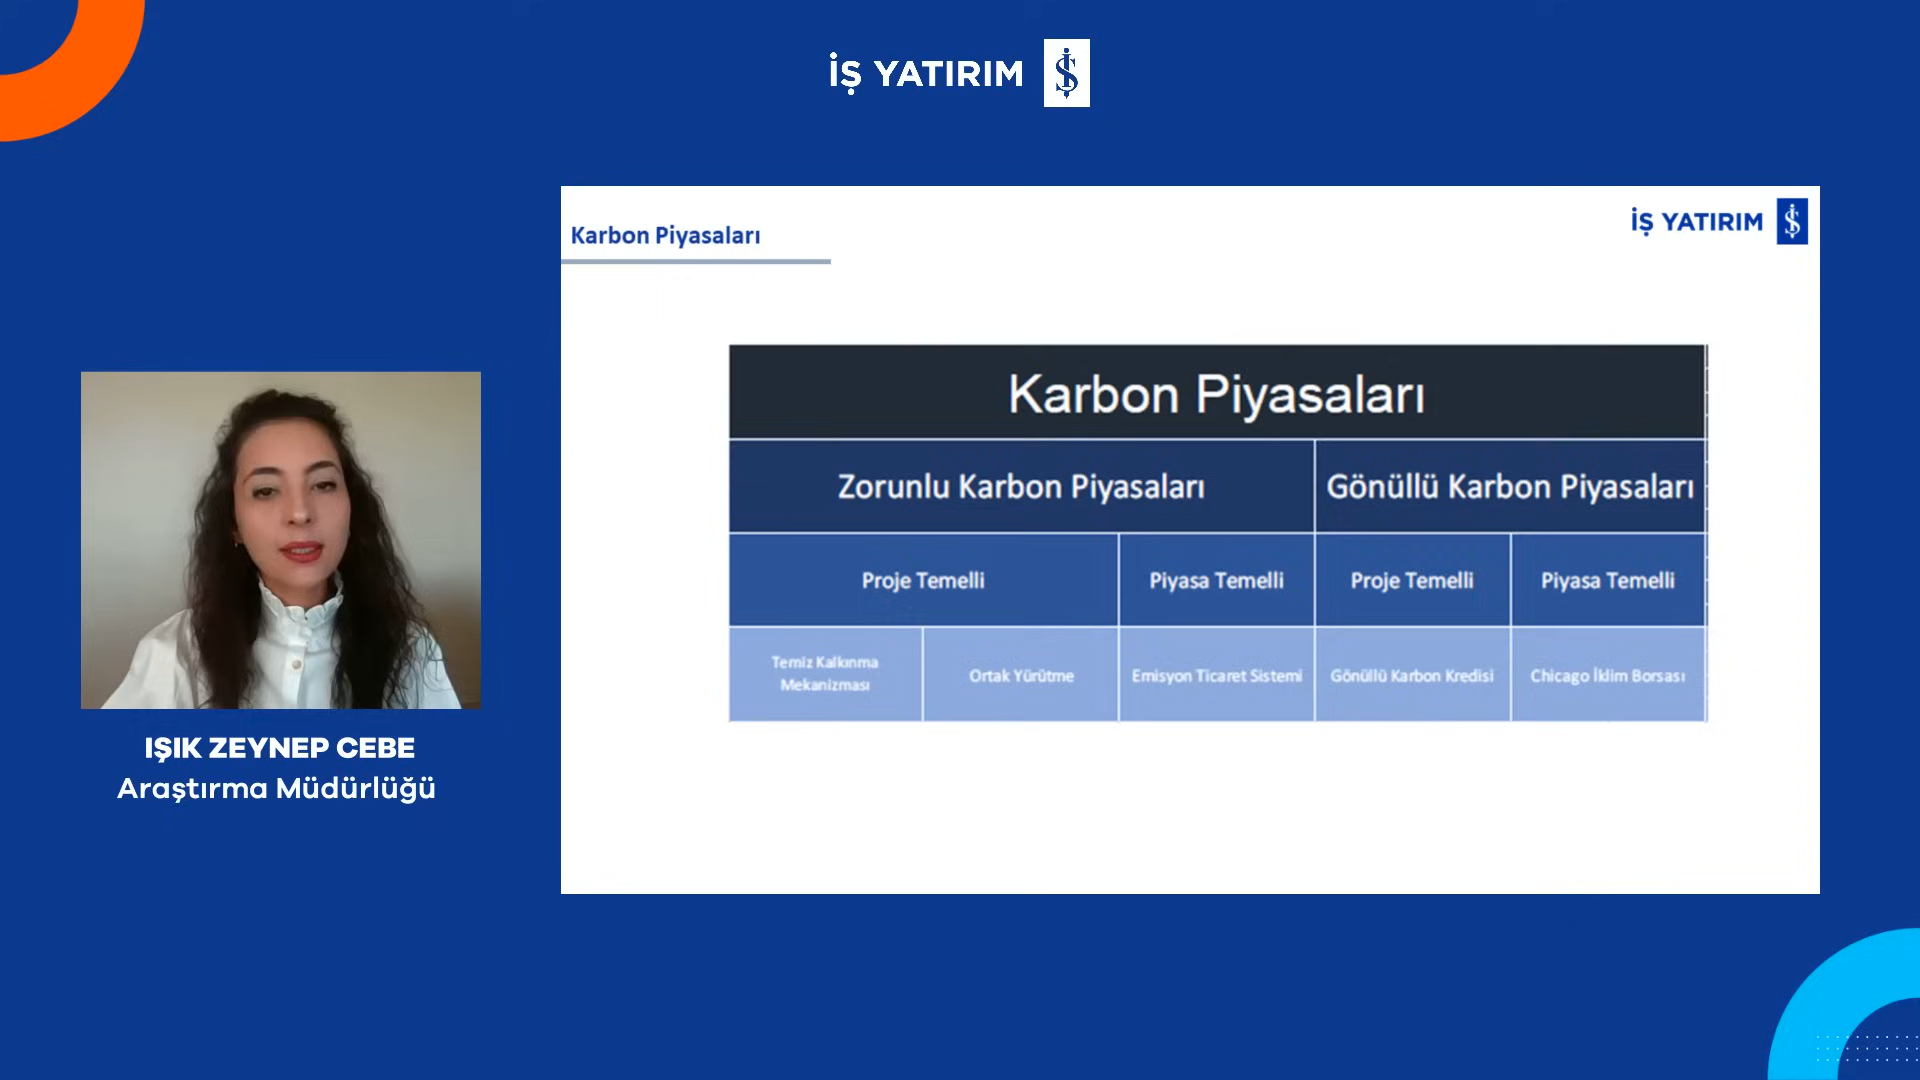 İŞ YATIRIM
Karbon Piyasaları
İŞ YATIRIM
Karbon Piyasaları
Zorunlu Karbon Piyasaları
Gönüllü Karbon Piyasaları
Proje Temelli
Piyasa Temelli
Proje Temelli
Piyasa Temelli
Temiz Kalkınma
Mekanizması
Ortak Yürütme
Emisyon Ticaret Sistemi
Gönüllü Karbon Kredisi
Chicago İklim Borsası
IŞIK ZEYNEP CEBE
Araştırma Müdürlüğü